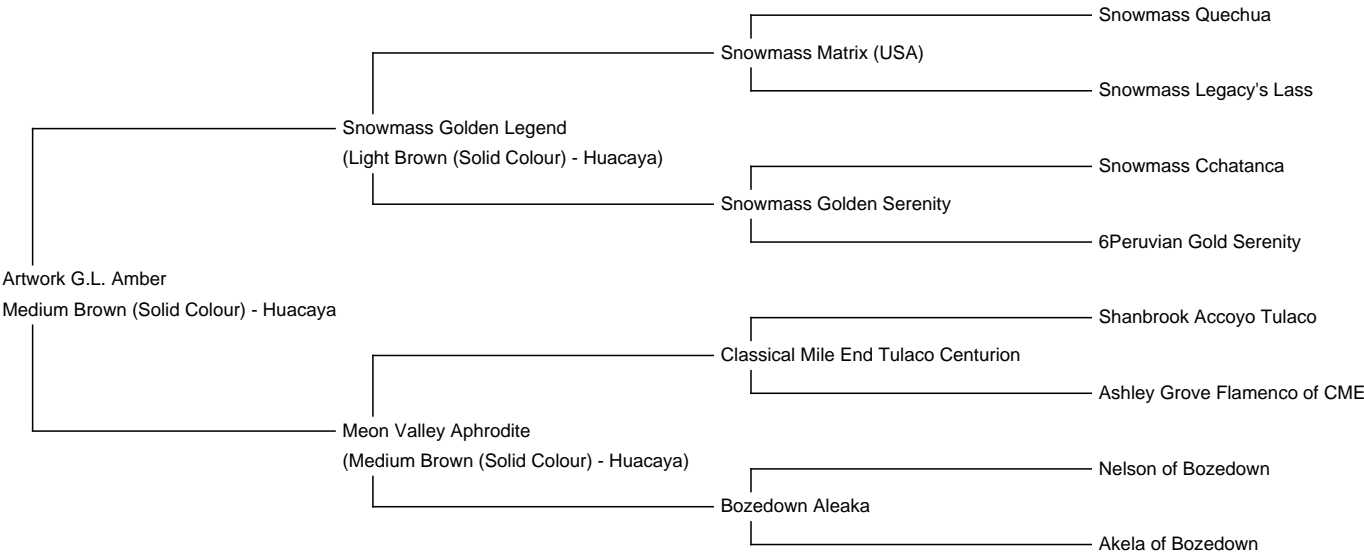 Snowmass Quechua
Snowmass Matrix (USA)
Snowmass Legacy's Lass
Snowmass Golden Legend
(Light Brown (Solid Colour) - Huacaya)
Snowmass Cchatanca
Snowmass Golden Serenity
6Peruvian Gold Serenity
Artwork G.L. Amber
Medium Brown (Solid Colour) - Huacaya
Shanbrook Accoyo Tulaco
Classical Mile End Tulaco Centurion
Ashley Grove Flamenco of CME
Meon Valley Aphrodite
(Medium Brown (Solid Colour) - Huacaya)
Nelson of Bozedown
Bozedown Aleaka
Akela of Bozedown